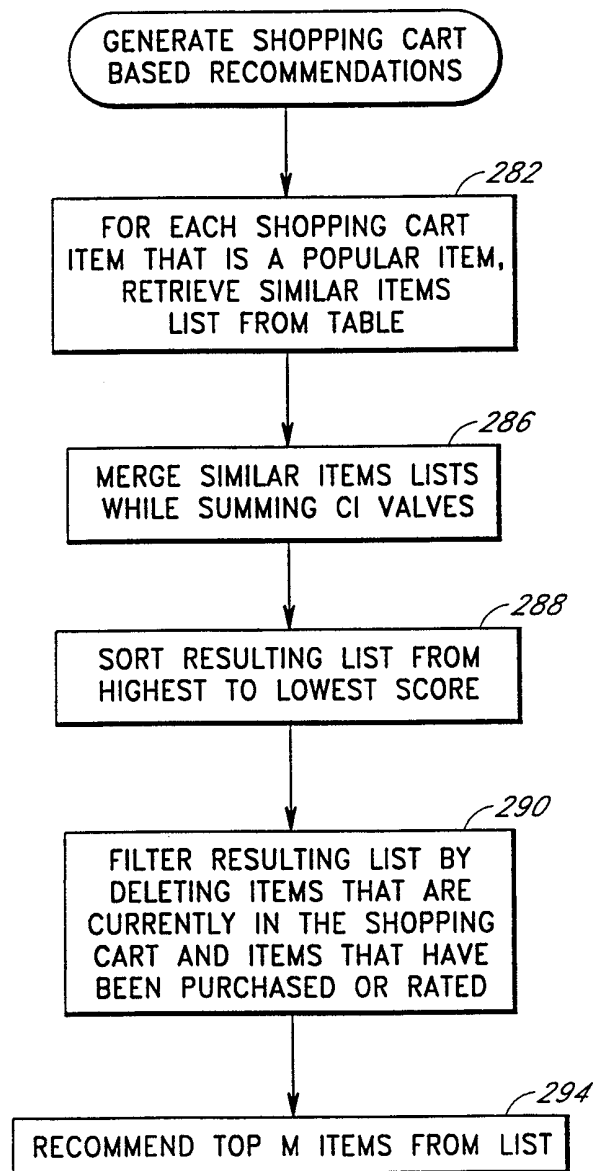 GENERATE SHOPPING CART
BASED RECOMMENDATIONS
282
FOR EACH SHOPPING CART
ITEM THAT IS A POPULAR ITEM,
RETRIEVE SIMILAR ITEMS
LIST FROM TABLE
286
MERGE SIMILAR ITEMS LISTS
WHILE SUMMING CI VALVES
288
SORT RESULTING LIST FROM
HIGHEST TO LOWEST SCORE
290
FILTER RESULTING LIST BY
DELETING ITEMS THAT ARE
CURRENTLY IN THE SHOPPING
CART AND ITEMS THAT HAVE
BEEN PURCHASED OR RATED
294
RECOMMEND TOP M ITEMS FROM LIST